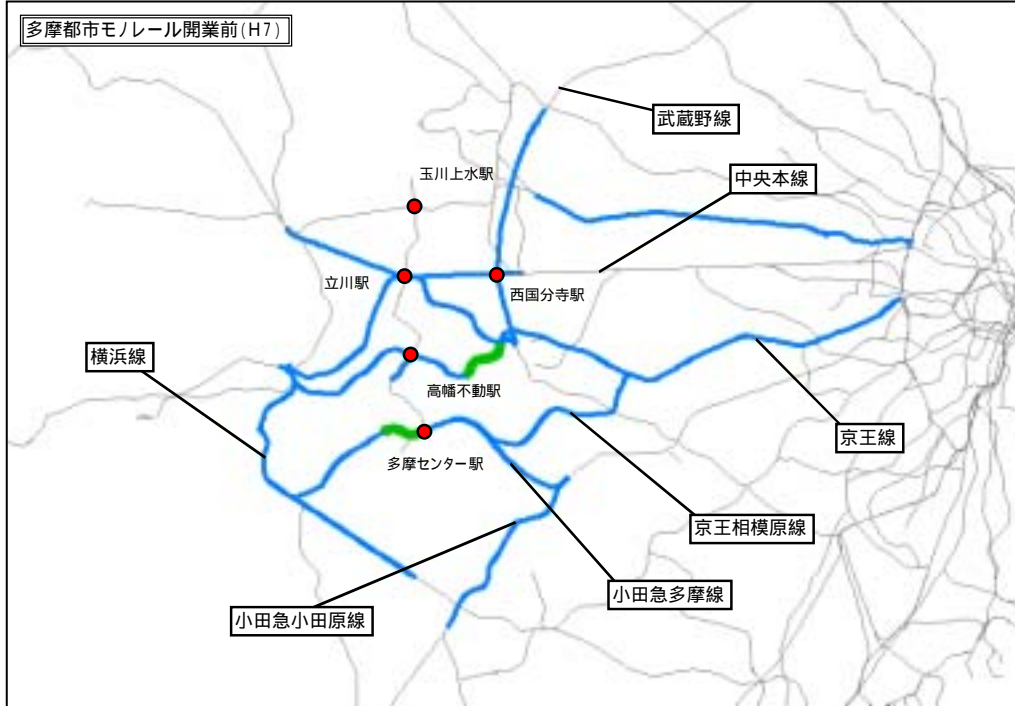 多摩都市モノレール開業前(H7)
武蔵野線
玉川上水駅
中央本線
立川駅
西国分寺駅
横浜線
高幡不動駅
京王線
多摩センター駅
京王相模原線
小田急多摩線
小田急小田原線